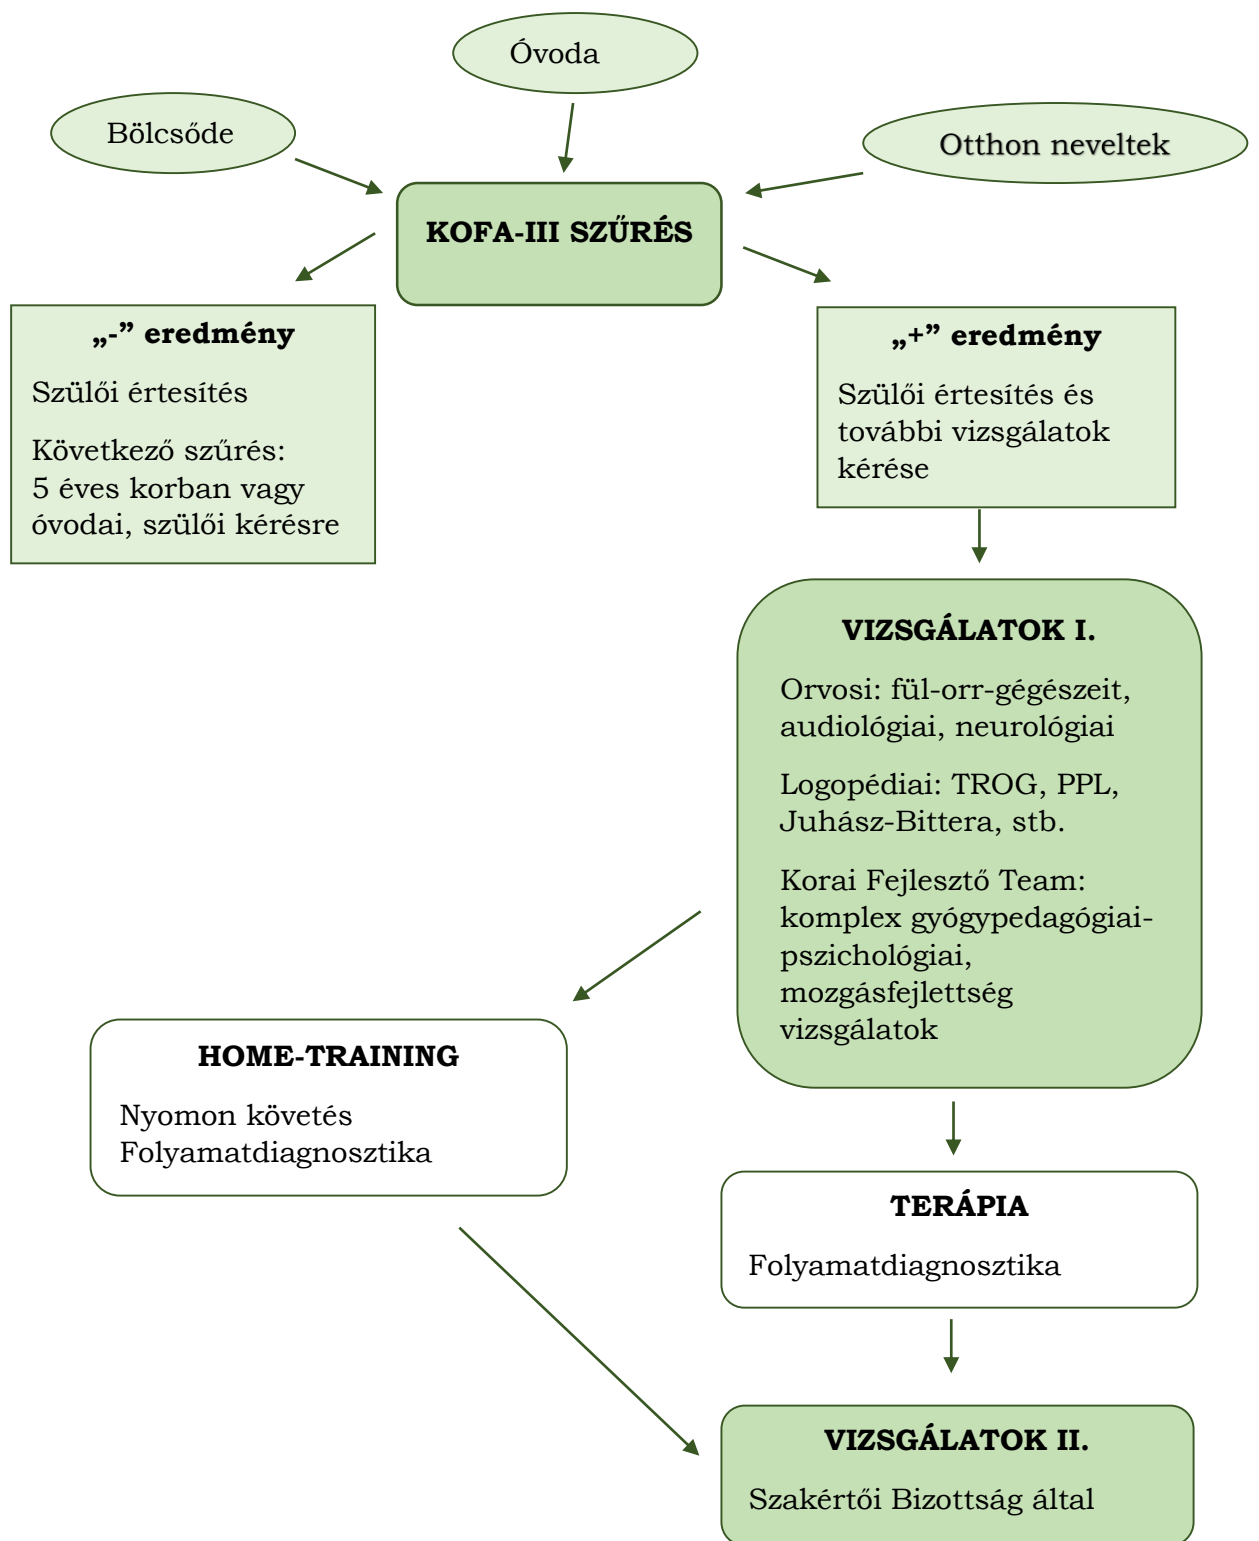 Óvoda
Bölcsőde
Otthon neveltek
KOFA-III SZŰRÉS
„-” eredmény
Szülői értesítés
Következő szűrés:
5 éves korban vagy
óvodai, szülői kérésre
„+” eredmény
Szülői értesítés és
további vizsgálatok
kérése
VIZSGÁLATOK I.
Orvosi: fül-orr-gégészeit,
audiológiai, neurológiai
Logopédiai: TROG, PPL,
Juhász-Bittera, stb.
Korai Fejlesztő Team:
komplex gyógypedagógiai-
pszichológiai,
mozgásfejlettség
vizsgálatok
HOME-TRAINING
Nyomon követés
Folyamatdiagnosztika
TERÁPIA
Folyamatdiagnosztika
VIZSGÁLATOK II.
Szakértői Bizottság által